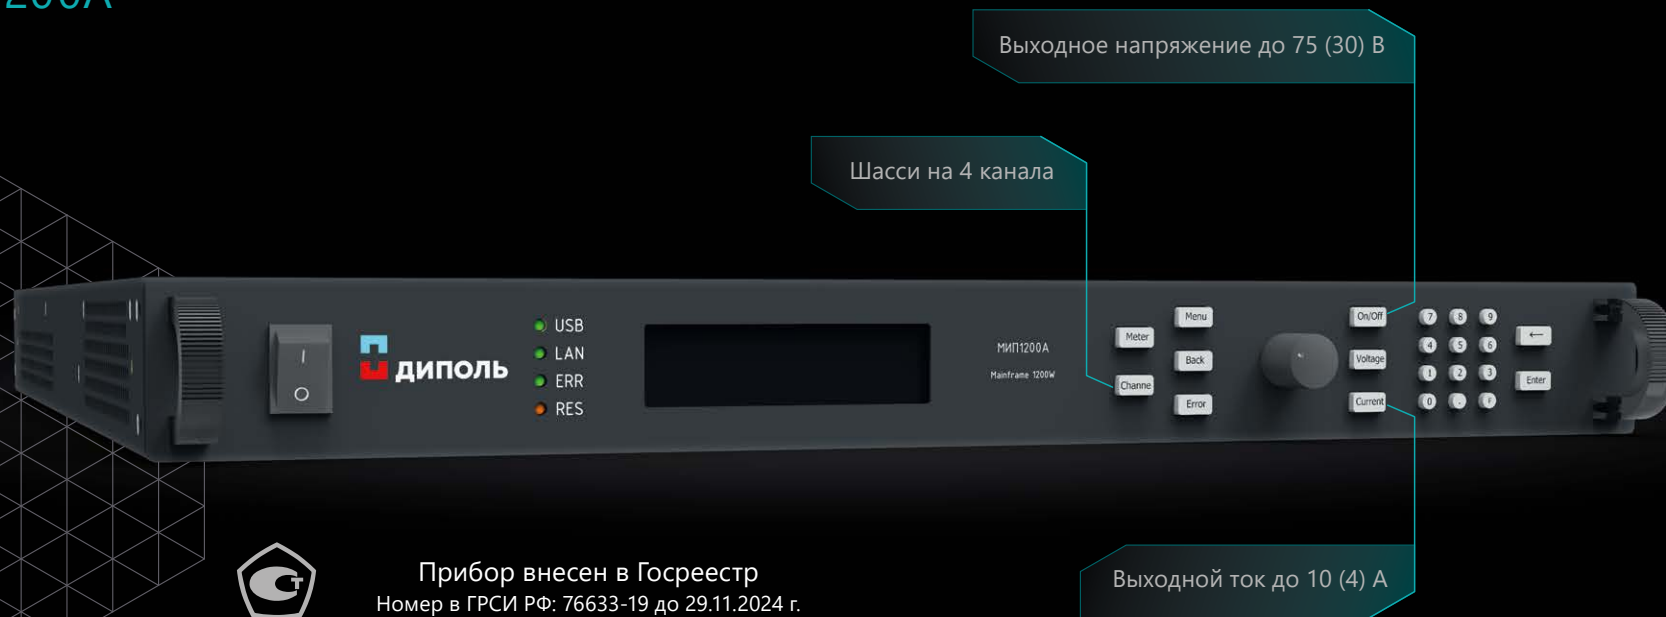 200A
Выходное напряжение до 75 (30) В
Шасси на 4 канала
I
O
ДИПОЛЬ
USB
LAN
ERR
RES
МИП1200А
Mainframe 1200W
Meter
Channe
Menu
Back
Error
On/Off
Voltage
Current
7 8 9
4 5 6
1 2 3
0 .
←
Enter
Прибор внесен в Госреестр
Номер в ГРСИ РФ: 76633-19 до 29.11.2024 г.
Выходной ток до 10 (4) А